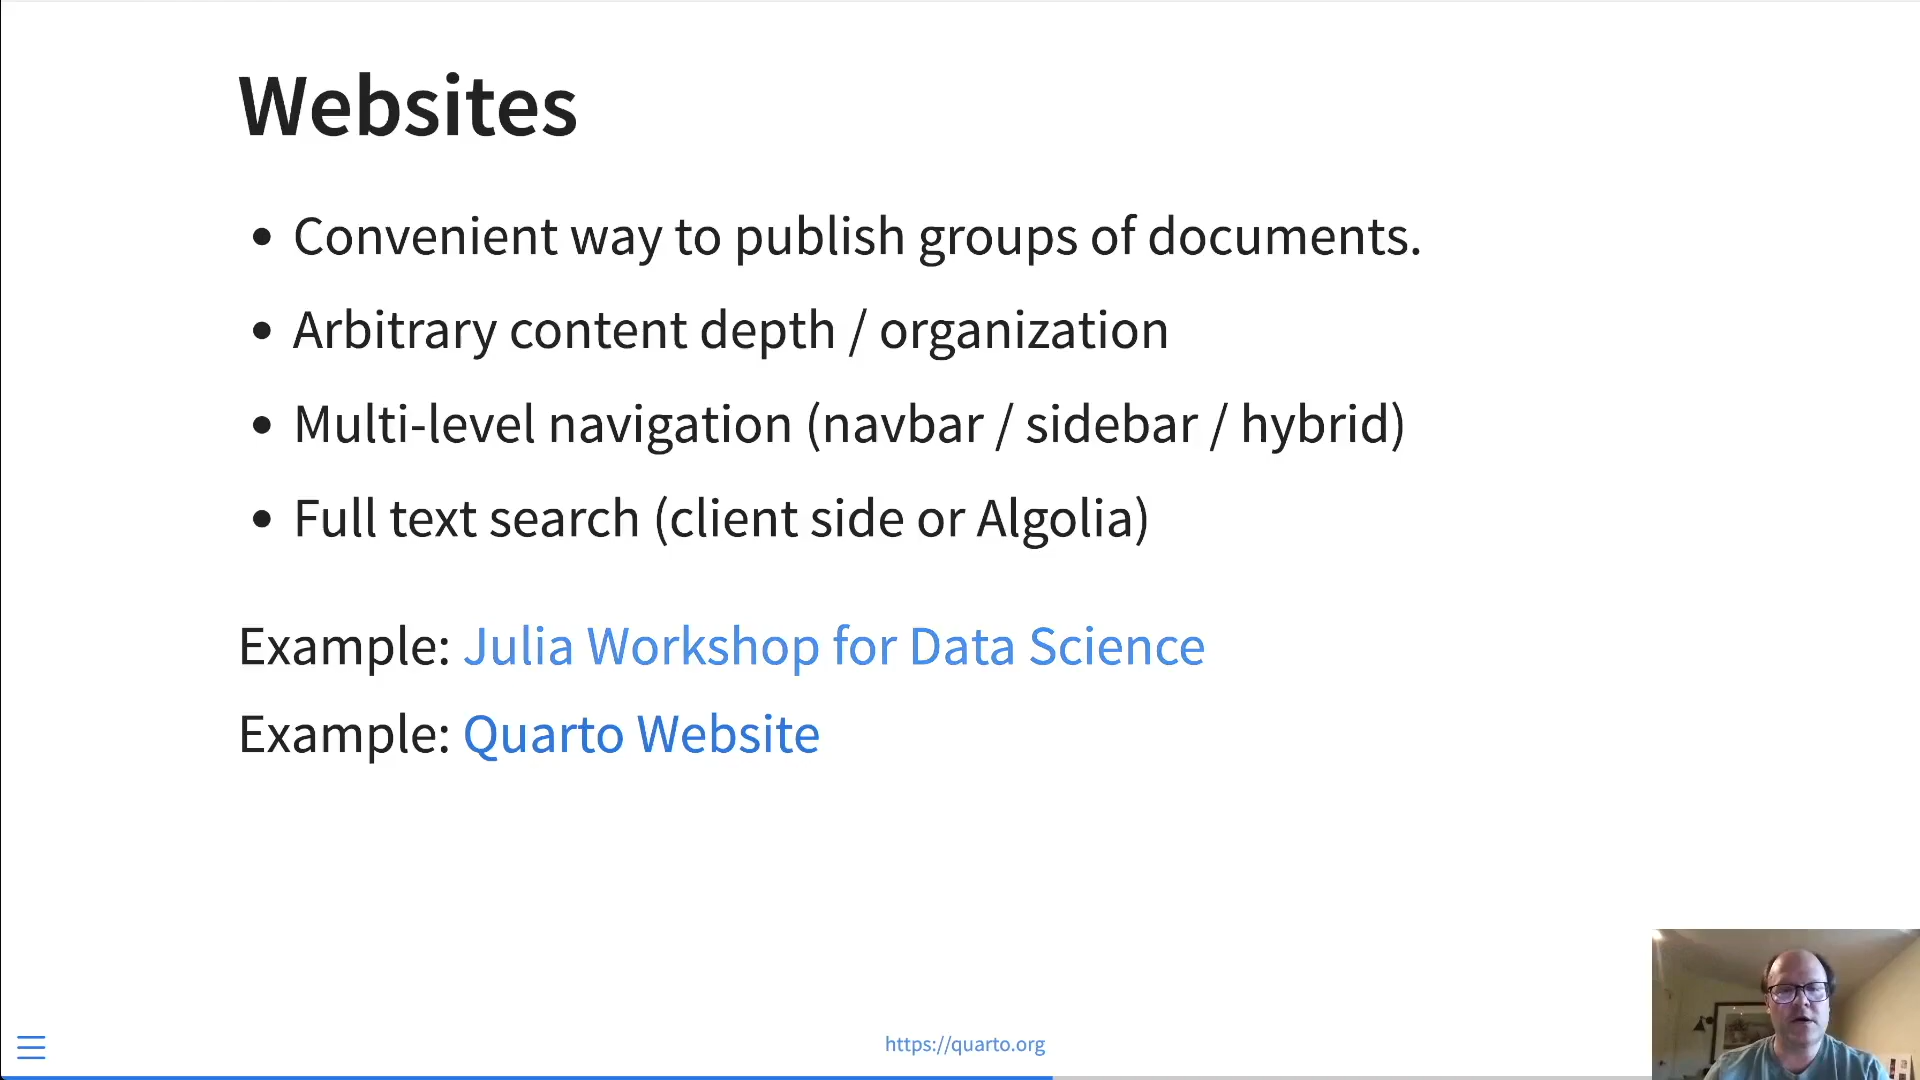 Websites
• Convenient way to publish groups of documents.
• Arbitrary content depth / organization
• Multi-level navigation (navbar / sidebar / hybrid)
• Full text search (client side or Algolia)
Example: Julia Workshop for Data Science
Example: Quarto Website
https://quarto.org